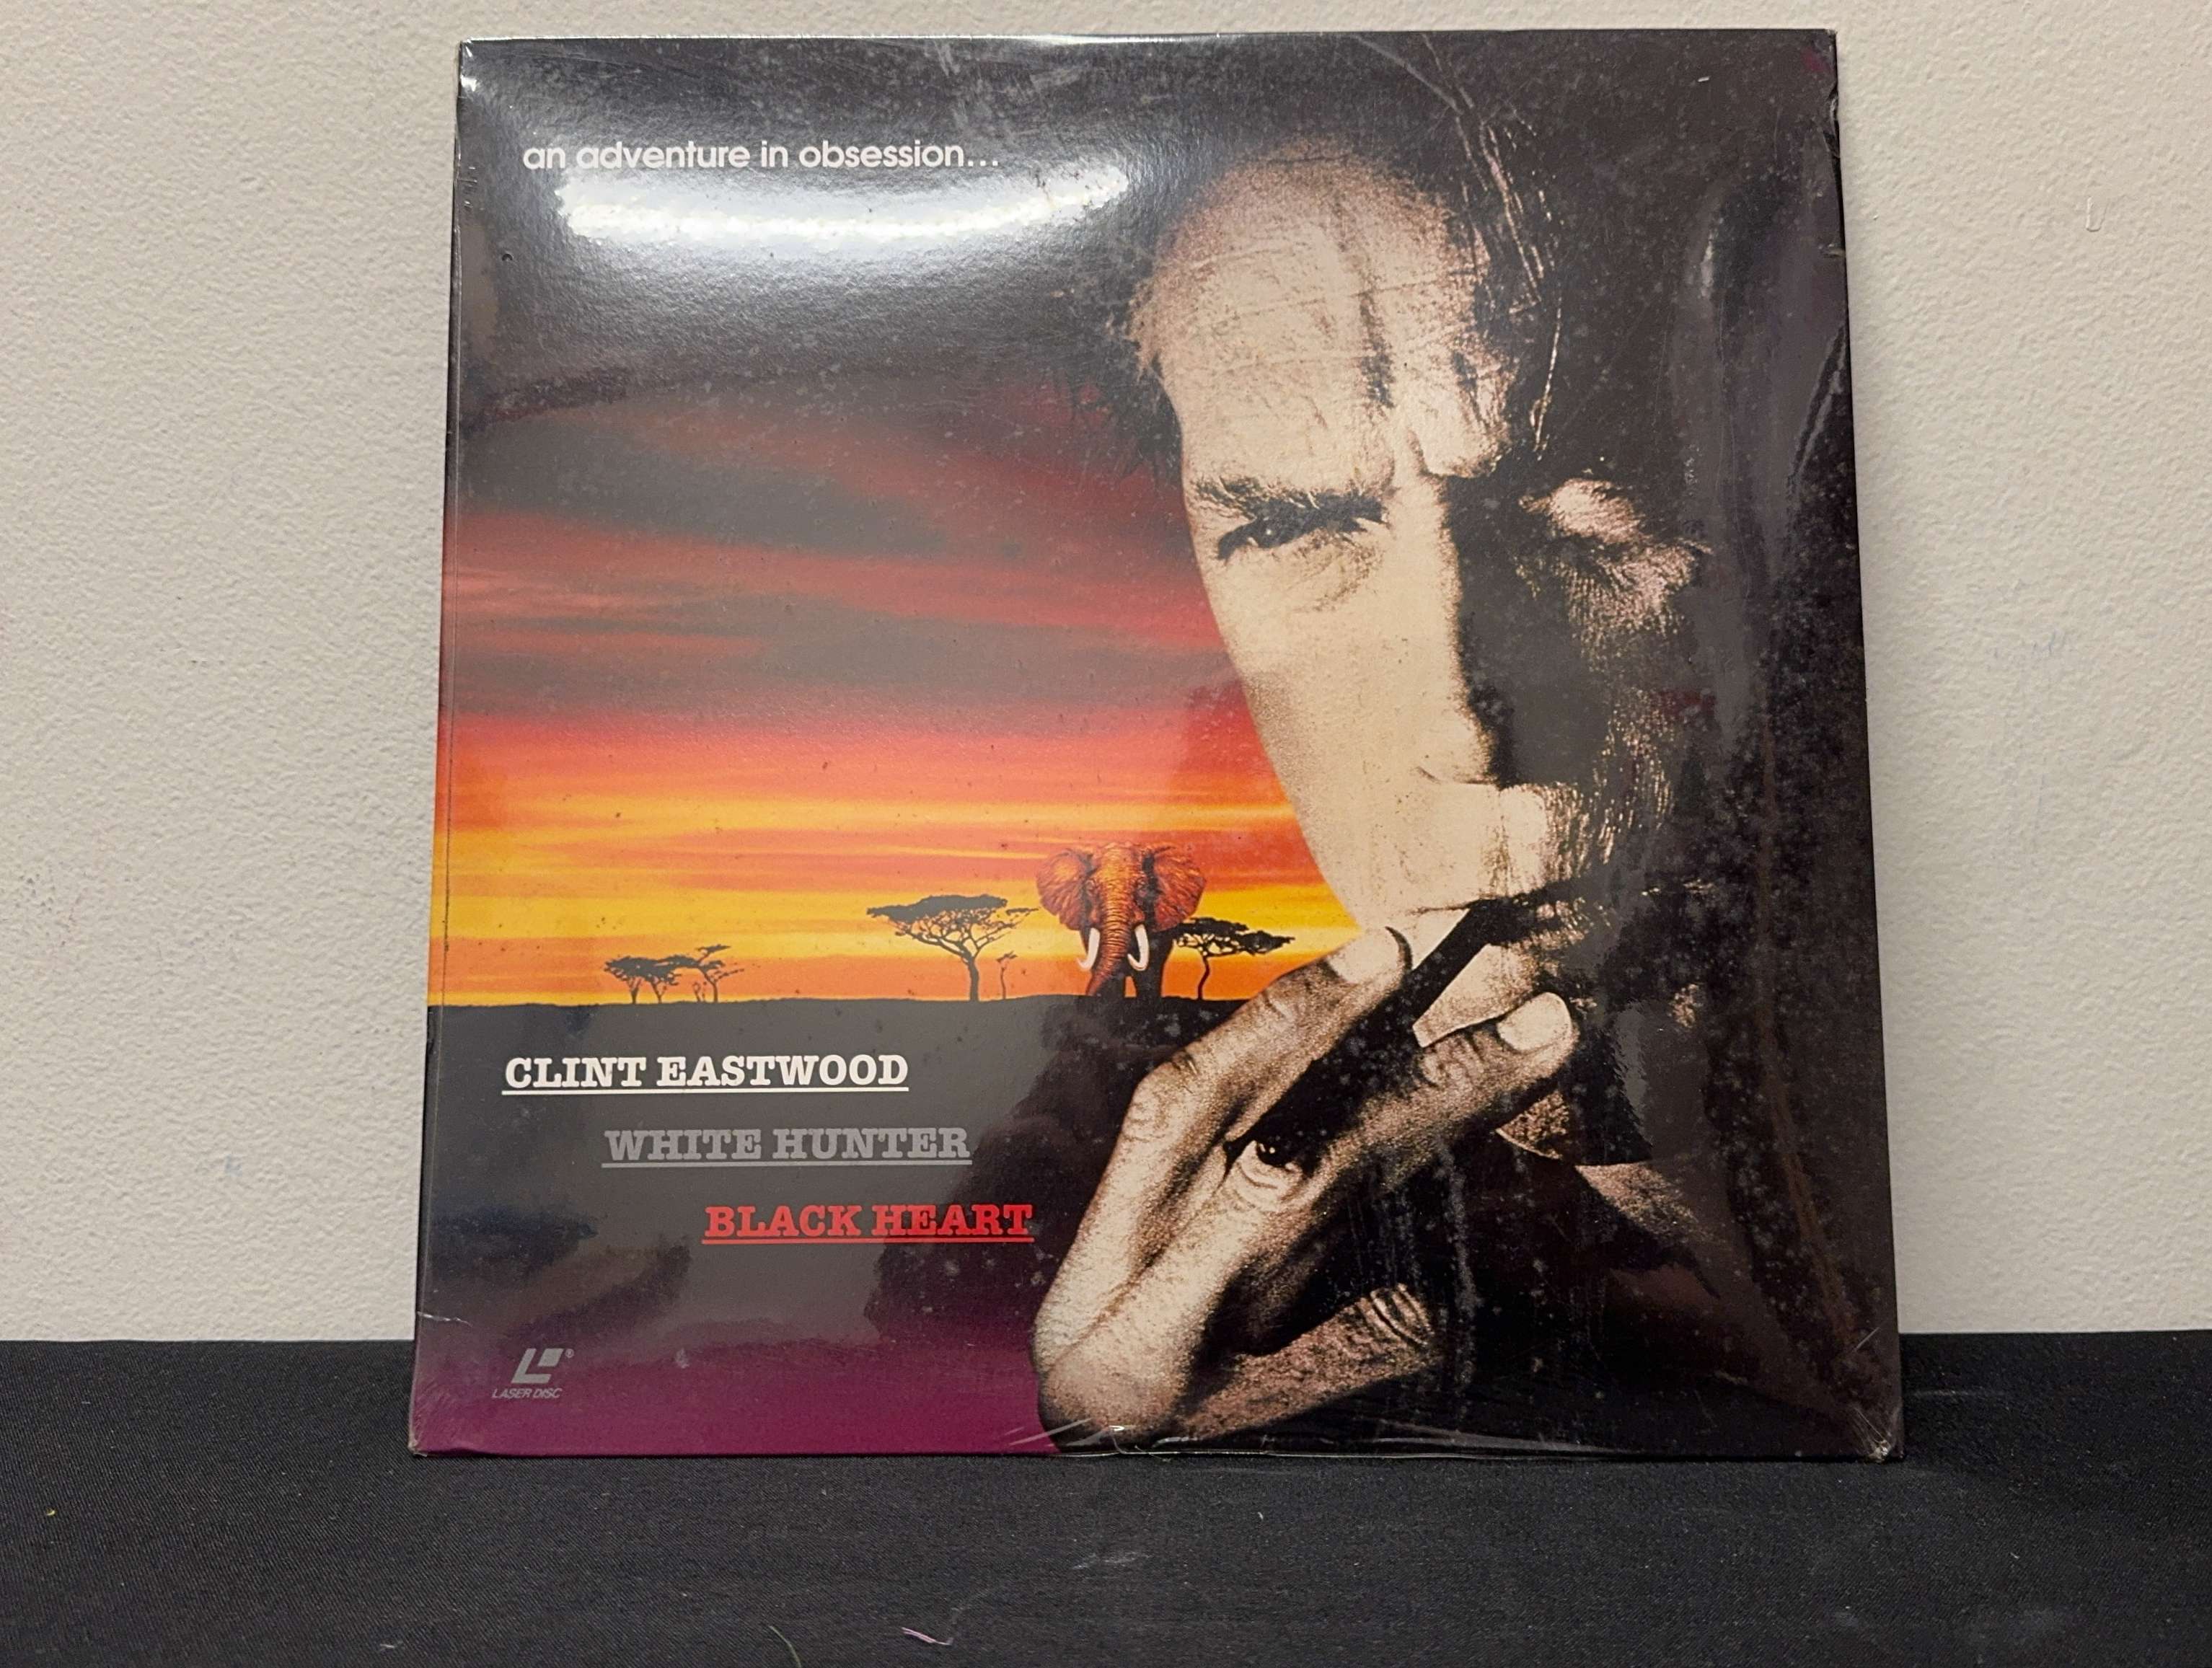 an adventure in obsession...
CLINT EASTWOOD
WHITE HUNTER
BLACK HEART
®
LASER DISC